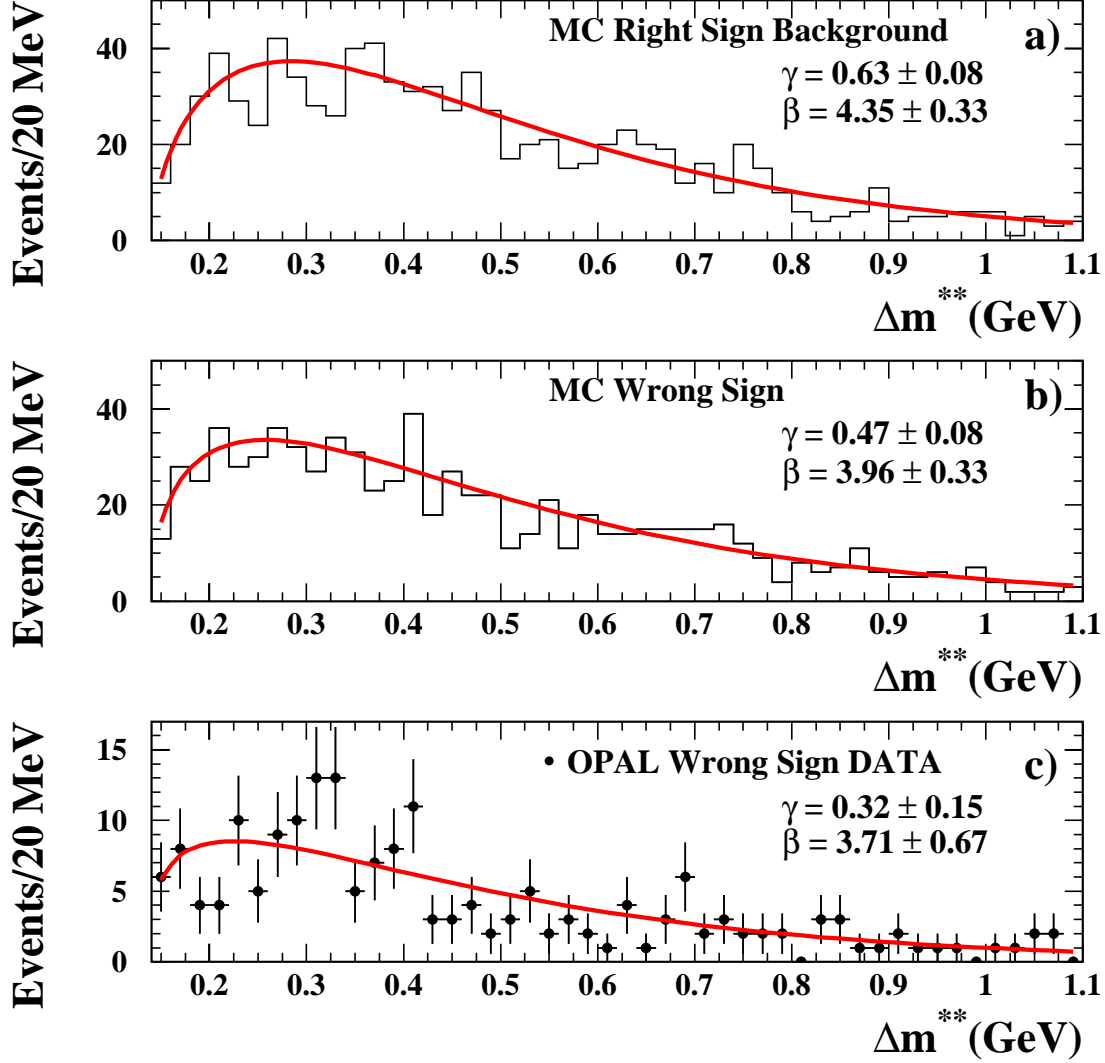 MC Right Sign Background
a)
γ = 0.63 ± 0.08
β = 4.35 ± 0.33
Events/20 MeV
40
20
0
0.2 0.3 0.4 0.5 0.6 0.7 0.8 0.9 1 1.1
Δm**(GeV)
MC Wrong Sign
b)
γ = 0.47 ± 0.08
β = 3.96 ± 0.33
Events/20 MeV
40
20
0
0.2 0.3 0.4 0.5 0.6 0.7 0.8 0.9 1 1.1
Δm**(GeV)
• OPAL Wrong Sign DATA
c)
γ = 0.32 ± 0.15
β = 3.71 ± 0.67
Events/20 MeV
15
10
5
0
0.2 0.3 0.4 0.5 0.6 0.7 0.8 0.9 1 1.1
Δm**(GeV)